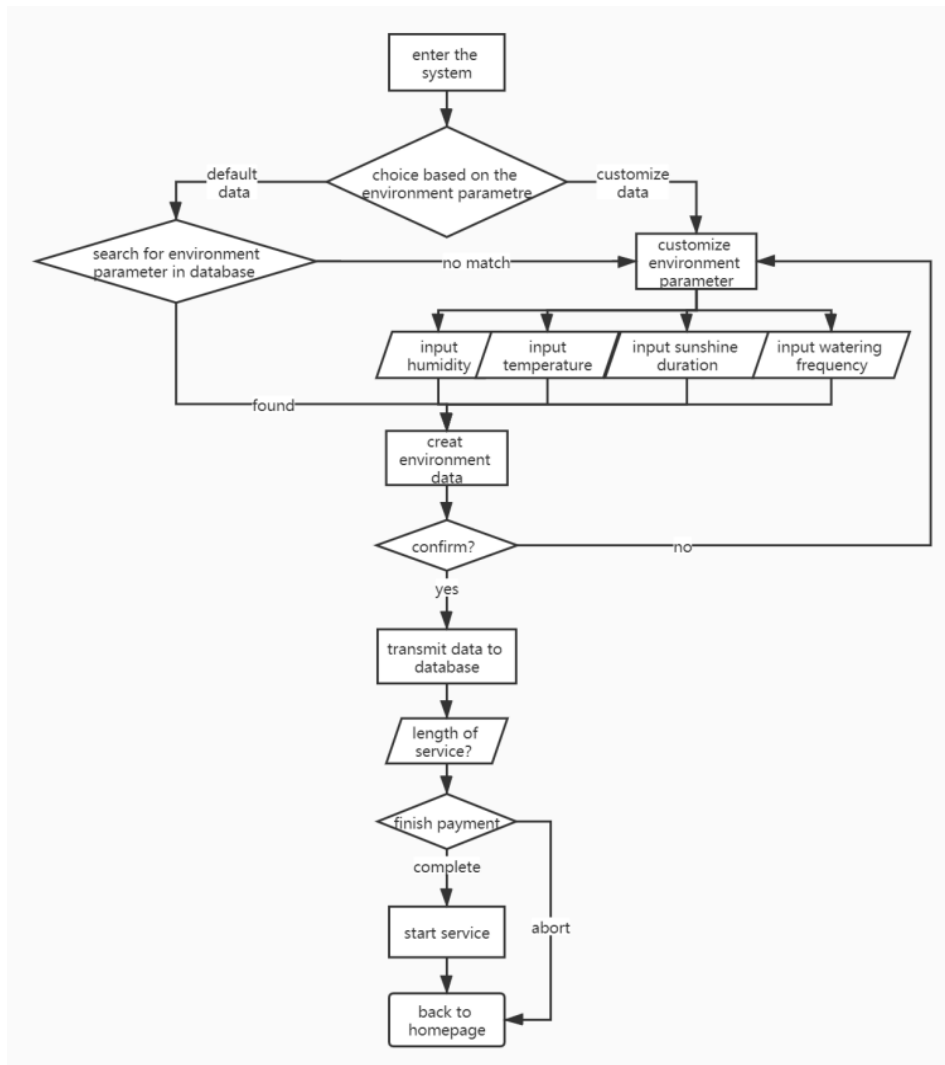 enter the
system
choice based on the
environment parametre
default
data
customize
data
search for environment
parameter in database
no match
customize
environment
parameter
input
humidity
input
temperature
input sunshine
duration
input watering
frequency
found
creat
environment
data
confirm?
no
yes
transmit data to
database
length of
service?
finish payment
complete
abort
start service
back to
homepage